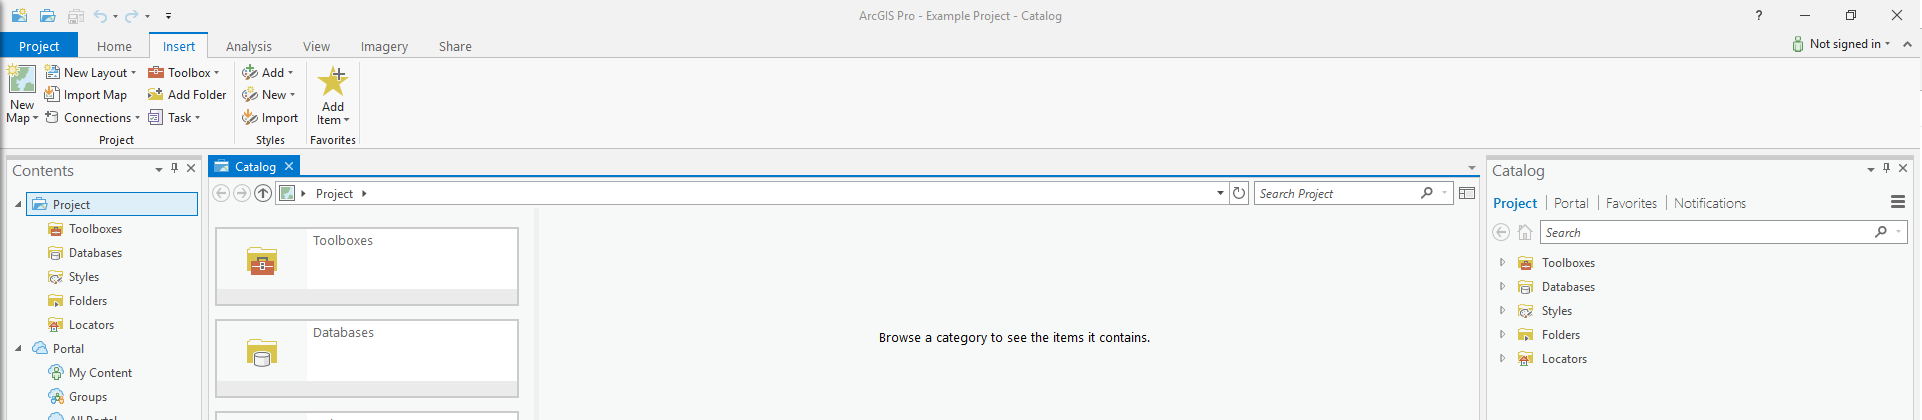 ArcGIS Pro - Example Project - Catalog
?
Project Home Insert Analysis View Imagery Share
Not signed in
New Map
New Layout
Import Map
Connections
Toolbox
Add Folder
Task
Project
Add
New
Import
Styles
Add Item
Favorites
Contents
Project
Toolboxes
Databases
Styles
Folders
Locators
Portal
My Content
Groups
All Portal
Catalog
Project
Search Project
Toolboxes
Databases
Browse a category to see the items it contains.
Catalog
Project Portal Favorites Notifications
Search
Toolboxes
Databases
Styles
Folders
Locators